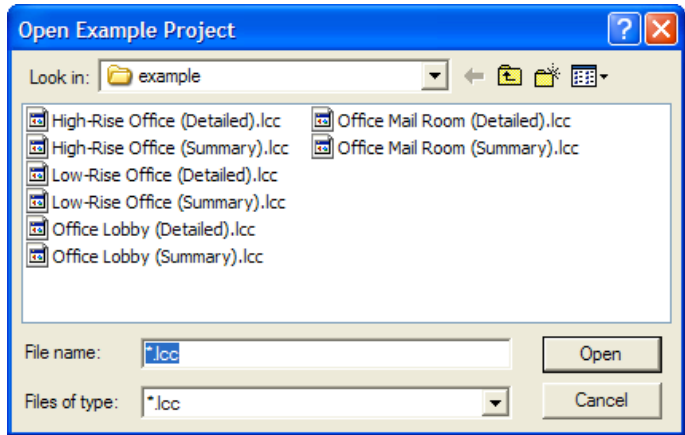 Open Example Project
Look in: example
High-Rise Office (Detailed).lcc
High-Rise Office (Summary).lcc
Low-Rise Office (Detailed).lcc
Low-Rise Office (Summary).lcc
Office Lobby (Detailed).lcc
Office Lobby (Summary).lcc
Office Mail Room (Detailed).lcc
Office Mail Room (Summary).lcc
File name: *.lcc Open
Files of type: *.lcc Cancel